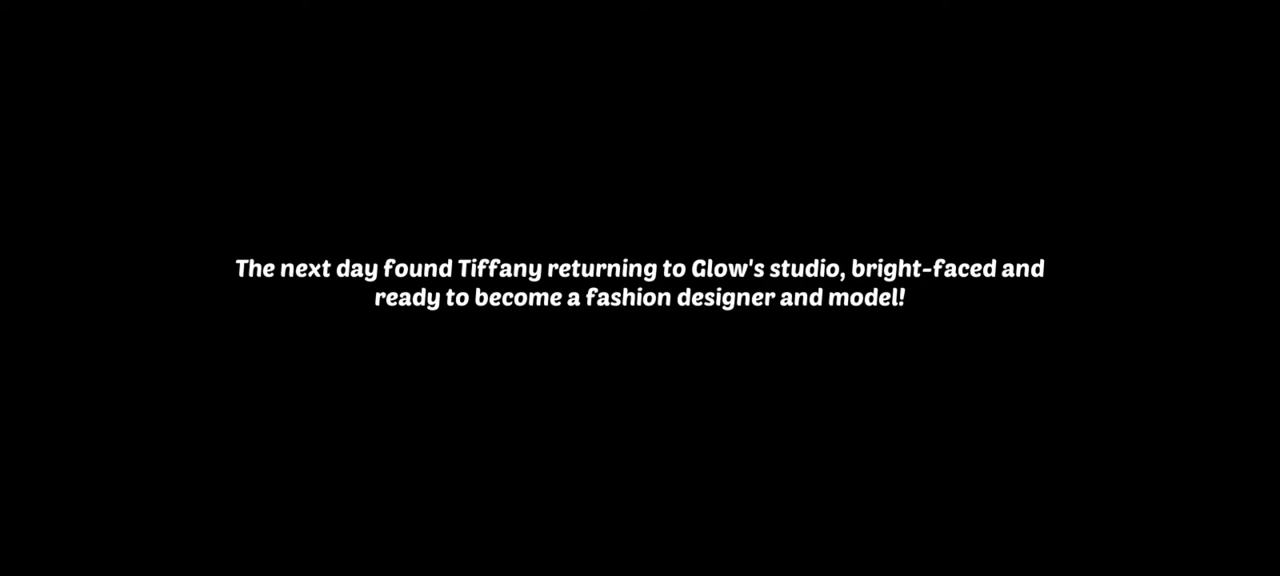 The next day found Tiffany returning to Glow's studio, bright-faced and
ready to become a fashion designer and model!